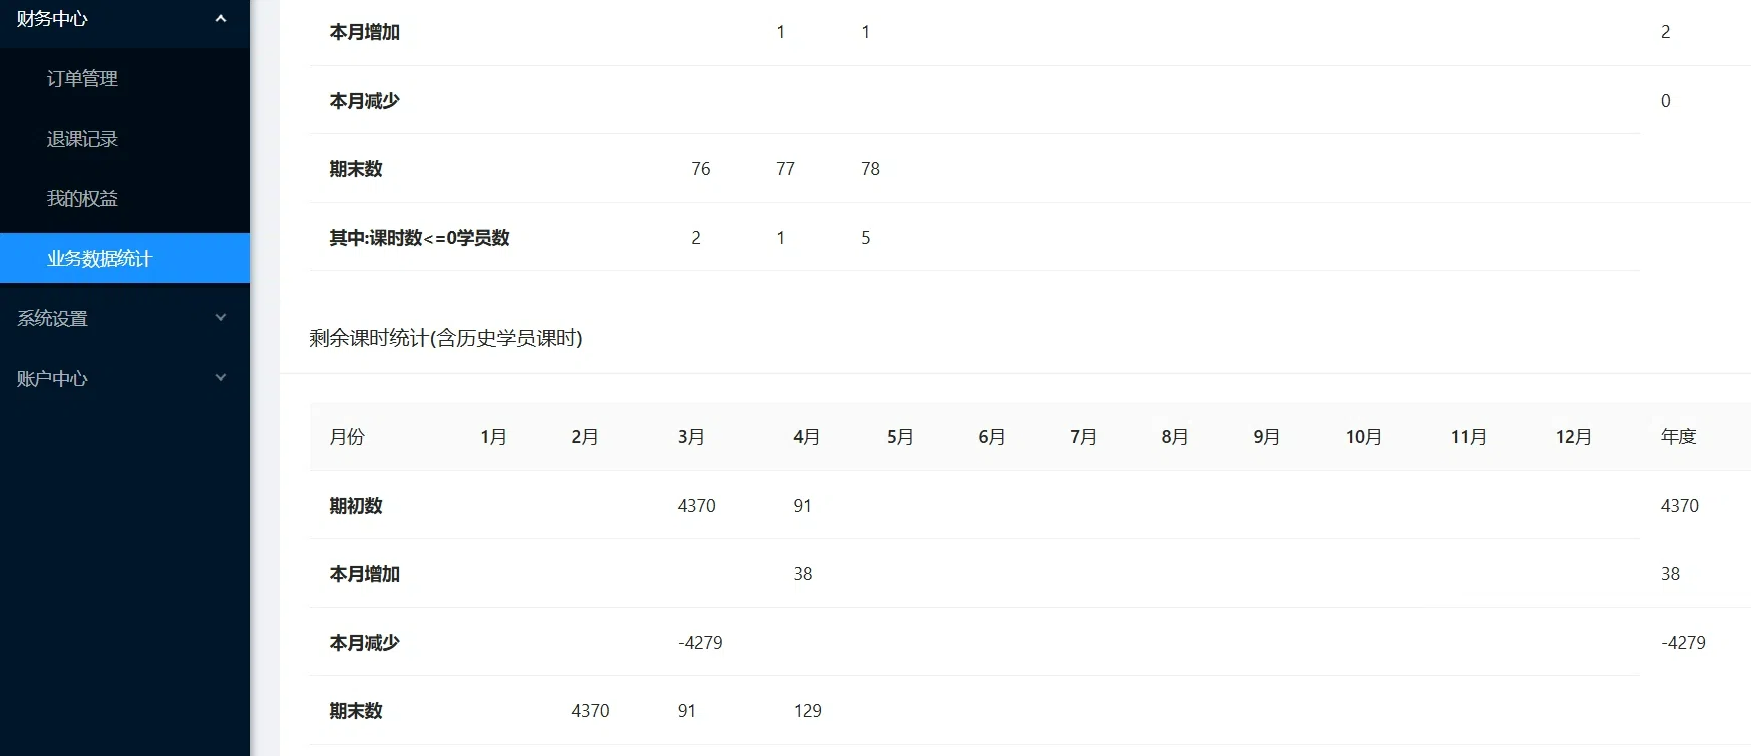 财务中心
订单管理
退课记录
我的权益
业务数据统计
系统设置
账户中心
本月增加 1 1 2
本月减少 0
期末数 76 77 78
其中:课时数<=0学员数 2 1 5
剩余课时统计(含历史学员课时)
月份 1月 2月 3月 4月 5月 6月 7月 8月 9月 10月 11月 12月 年度
期初数 4370 91 4370
本月增加 38 38
本月减少 -4279 -4279
期末数 4370 91 129